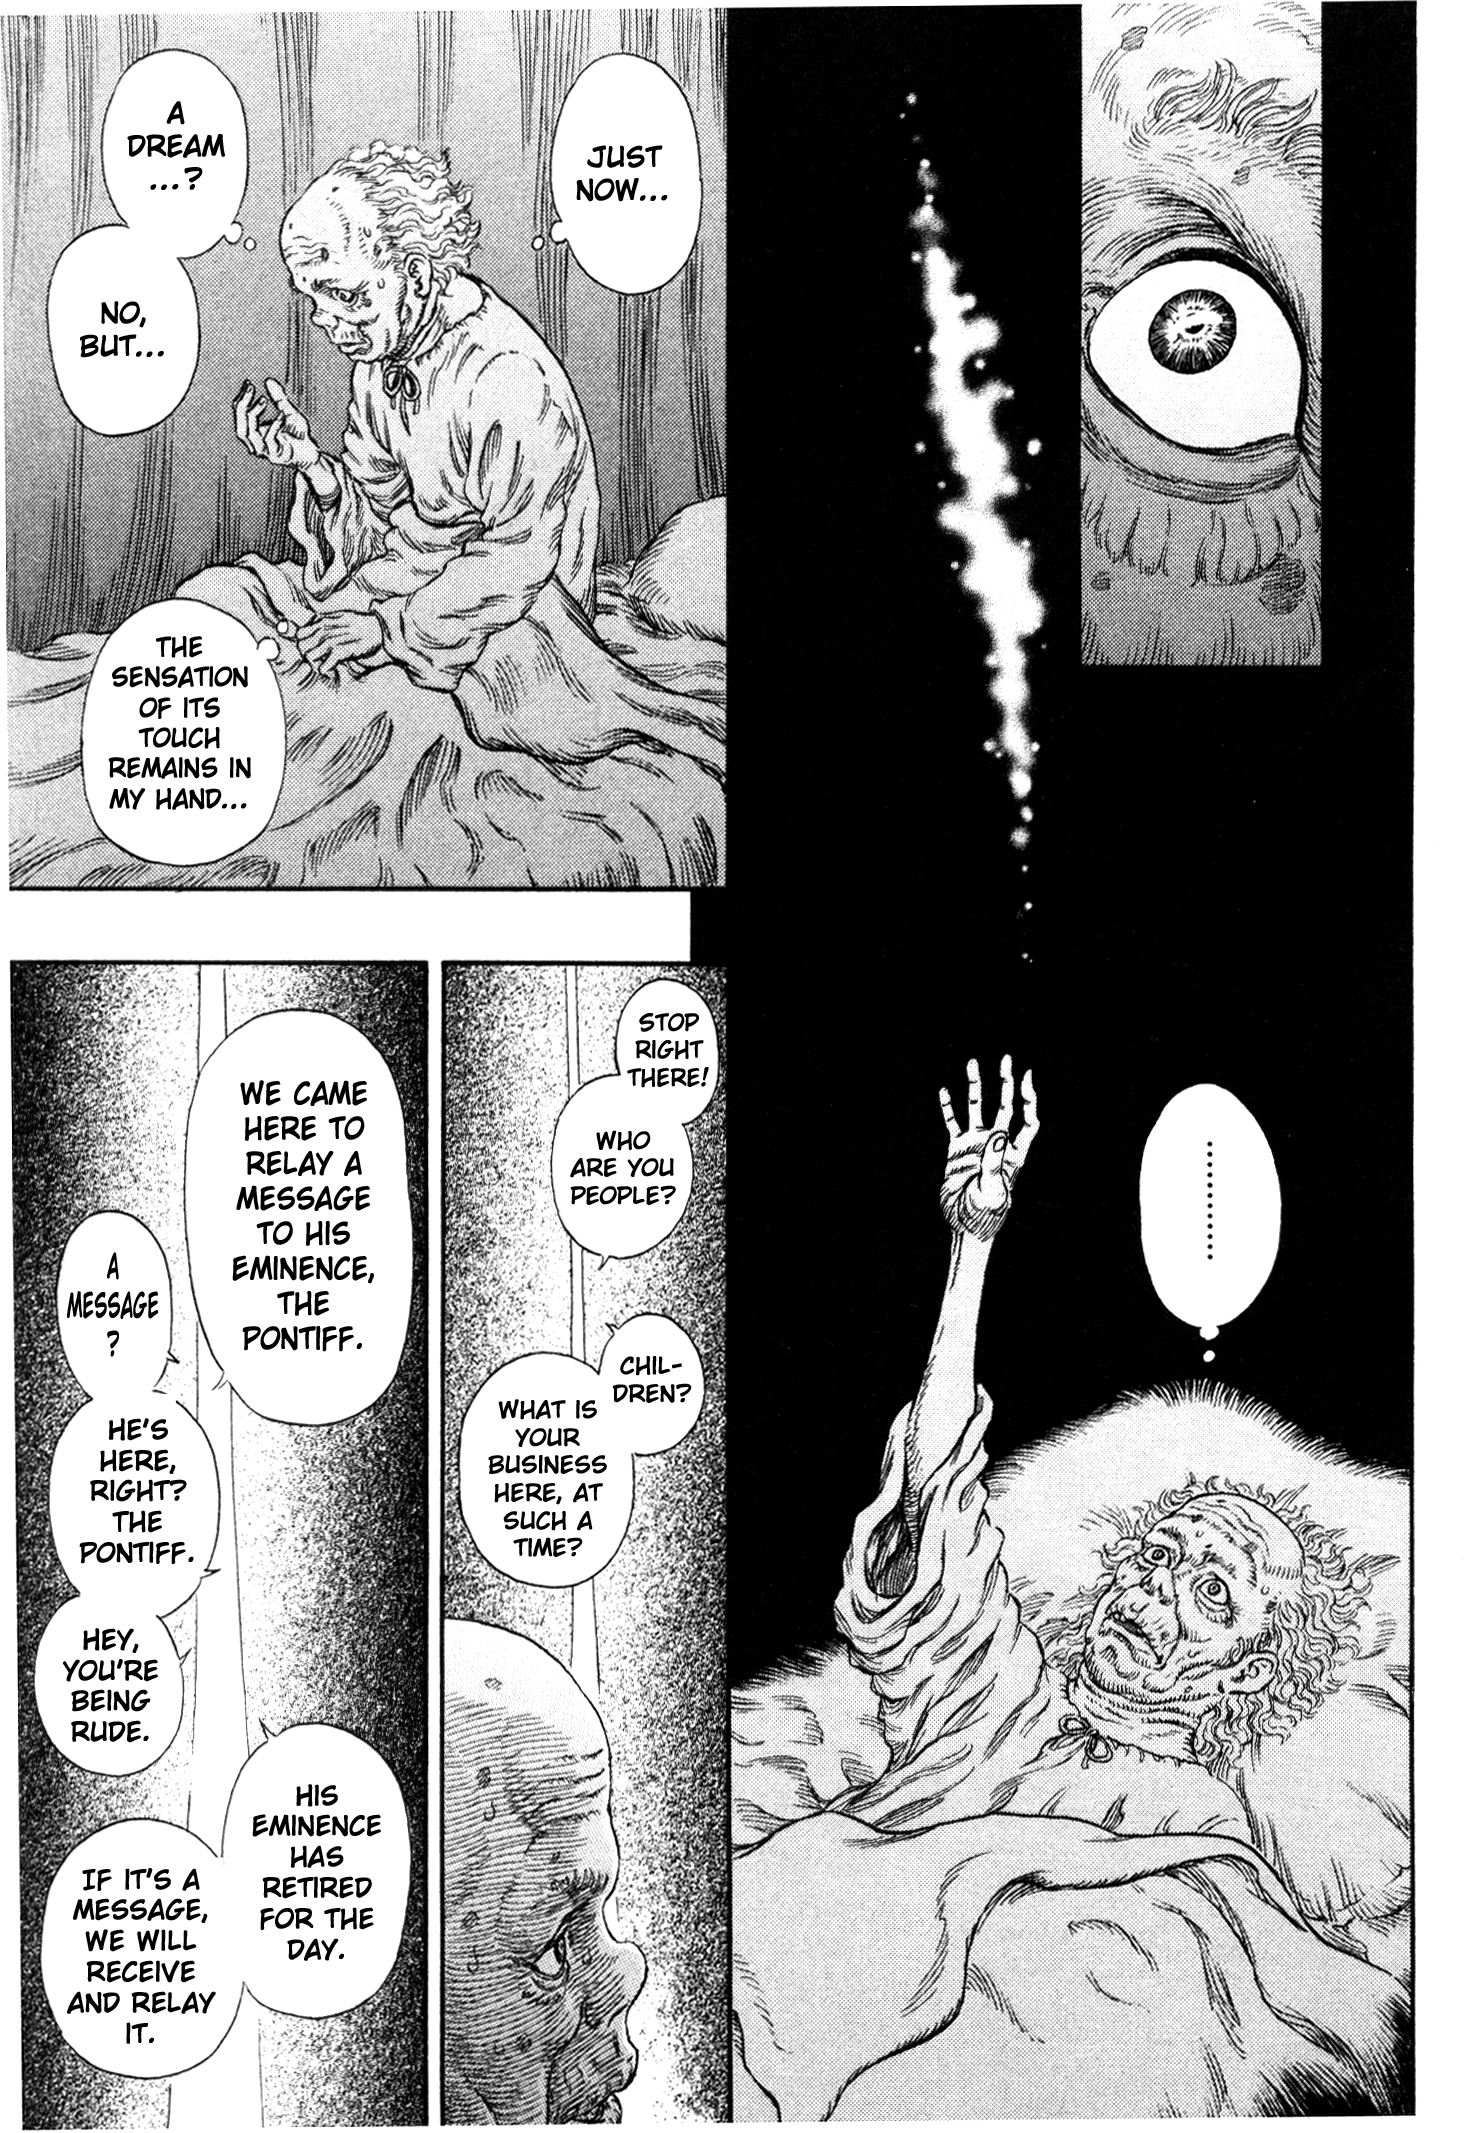 ..........
JUST
NOW...
A
DREAM
...?
NO,
BUT...
THE
SENSATION
OF ITS
TOUCH
REMAINS IN
MY HAND...
STOP
RIGHT
THERE!
WHO
ARE YOU
PEOPLE?
CHIL-
DREN?
WHAT IS
YOUR
BUSINESS
HERE, AT
SUCH A
TIME?
WE CAME
HERE TO
RELAY A
MESSAGE
TO HIS
EMINENCE,
THE
PONTIFF.
A
MESSAGE
?
HE'S
HERE,
RIGHT?
THE
PONTIFF.
HEY,
YOU'RE
BEING
RUDE.
HIS
EMINENCE
HAS
RETIRED
FOR THE
DAY.
IF IT'S A
MESSAGE,
WE WILL
RECEIVE
AND RELAY
IT.